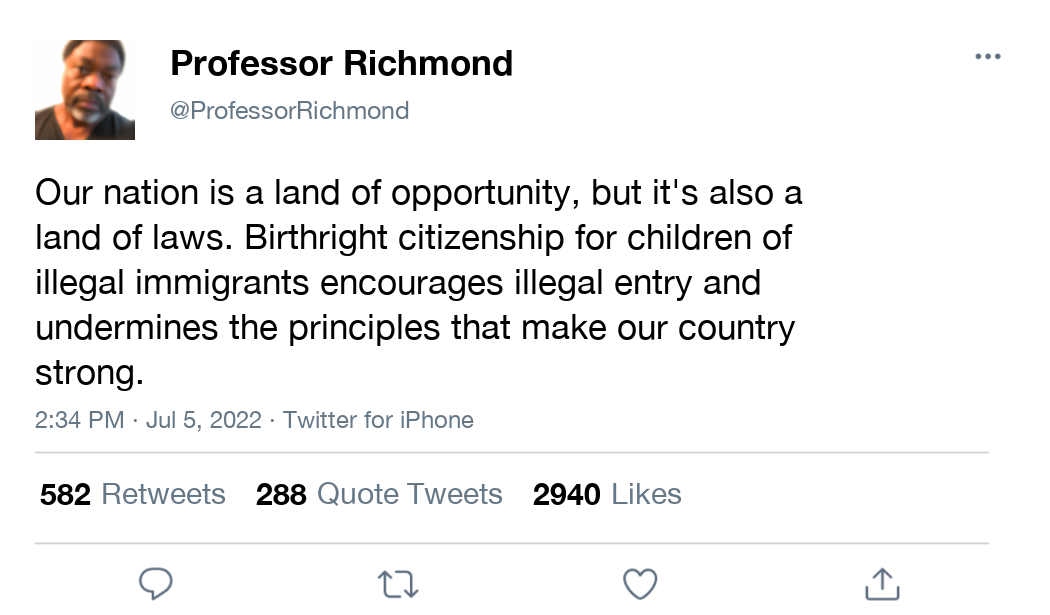 Professor Richmond
@ProfessorRichmond
Our nation is a land of opportunity, but it's also a
land of laws. Birthright citizenship for children of
illegal immigrants encourages illegal entry and
undermines the principles that make our country
strong.
2:34 PM · Jul 5, 2022 · Twitter for iPhone
582 Retweets 288 Quote Tweets 2940 Likes